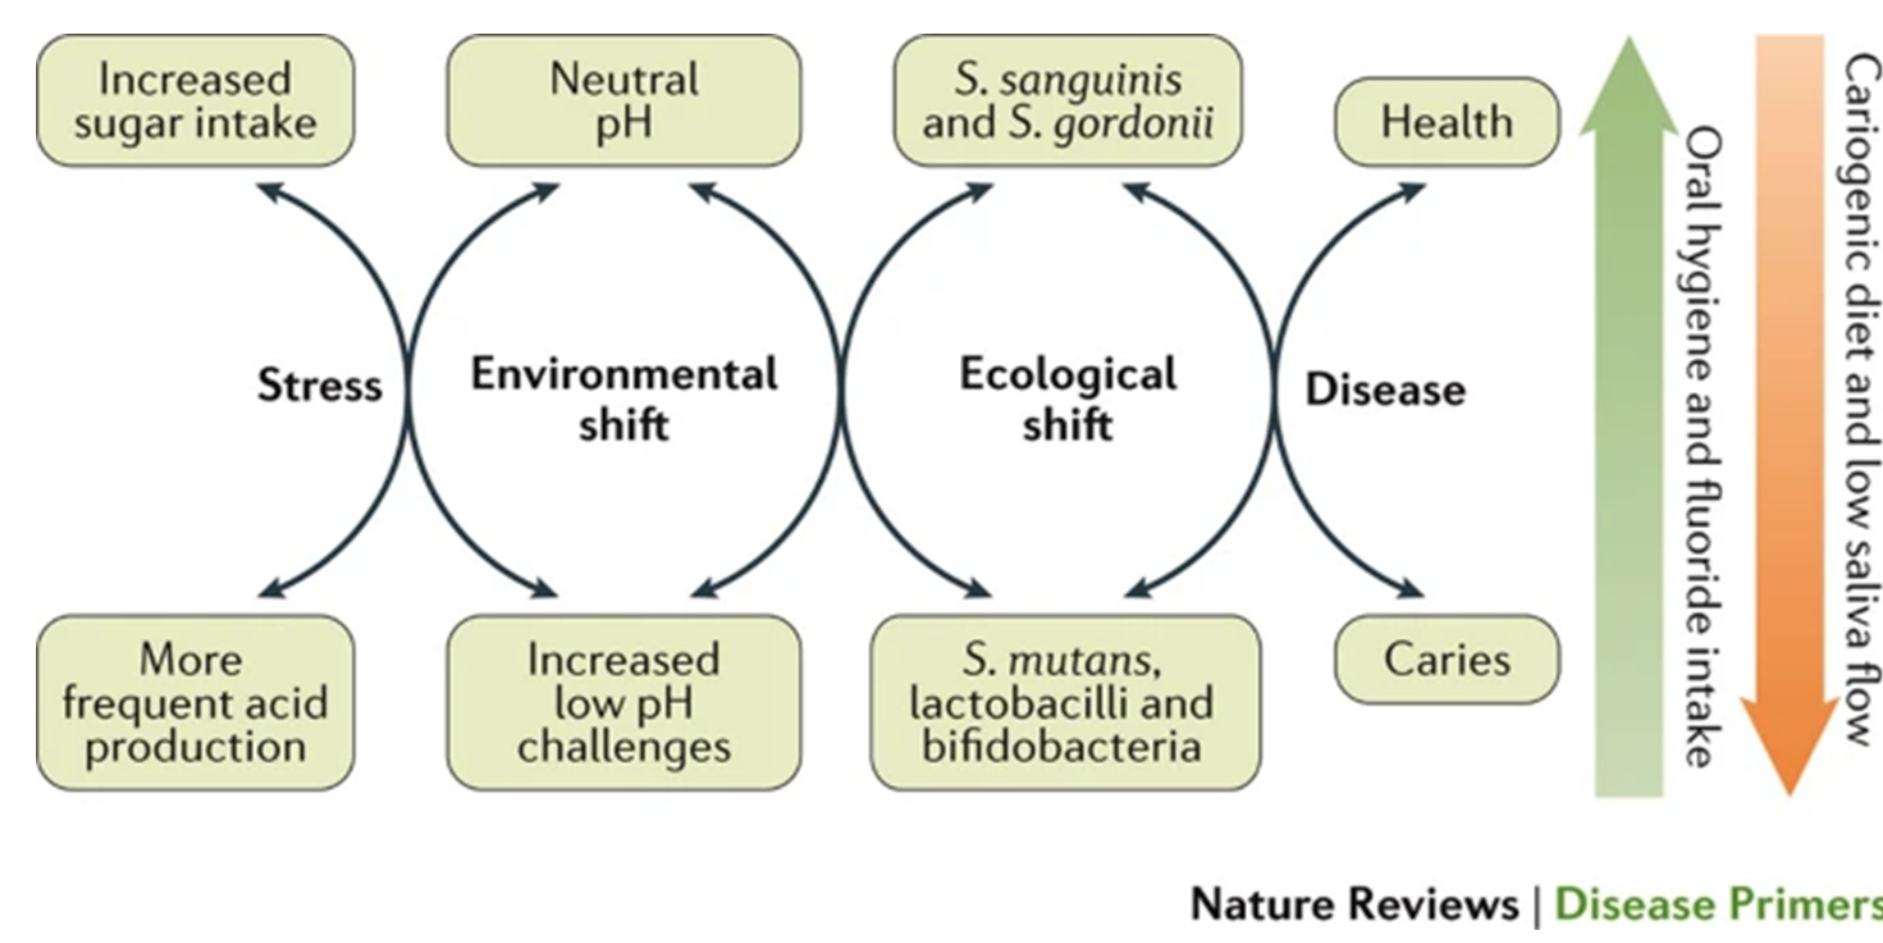 Increased
sugar intake
Neutral
pH
S. sanguinis
and S. gordonii
Health
Stress
Environmental
shift
Ecological
shift
Disease
More
frequent acid
production
Increased
low pH
challenges
S. mutans,
lactobacilli and
bifidobacteria
Caries
Oral hygiene and fluoride intake
Cariogenic diet and low saliva flow
Nature Reviews | Disease Primers